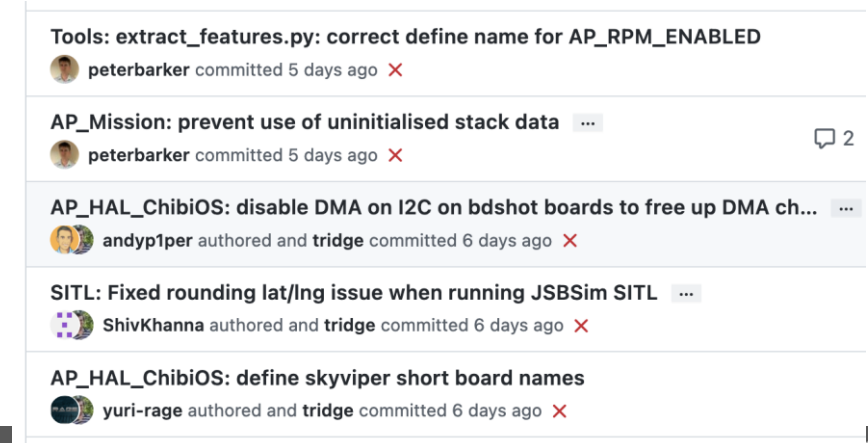 Tools: extract_features.py: correct define name for AP_RPM_ENABLED
peterbarker committed 5 days ago
AP_Mission: prevent use of uninitialised stack data ...
2
peterbarker committed 5 days ago
AP_HAL_ChibiOS: disable DMA on I2C on bdshot boards to free up DMA ch... ...
andyp1per authored and tridge committed 6 days ago
SITL: Fixed rounding lat/lng issue when running JSBSim SITL ...
ShivKhanna authored and tridge committed 6 days ago
AP_HAL_ChibiOS: define skyviper short board names
yuri-rage authored and tridge committed 6 days ago